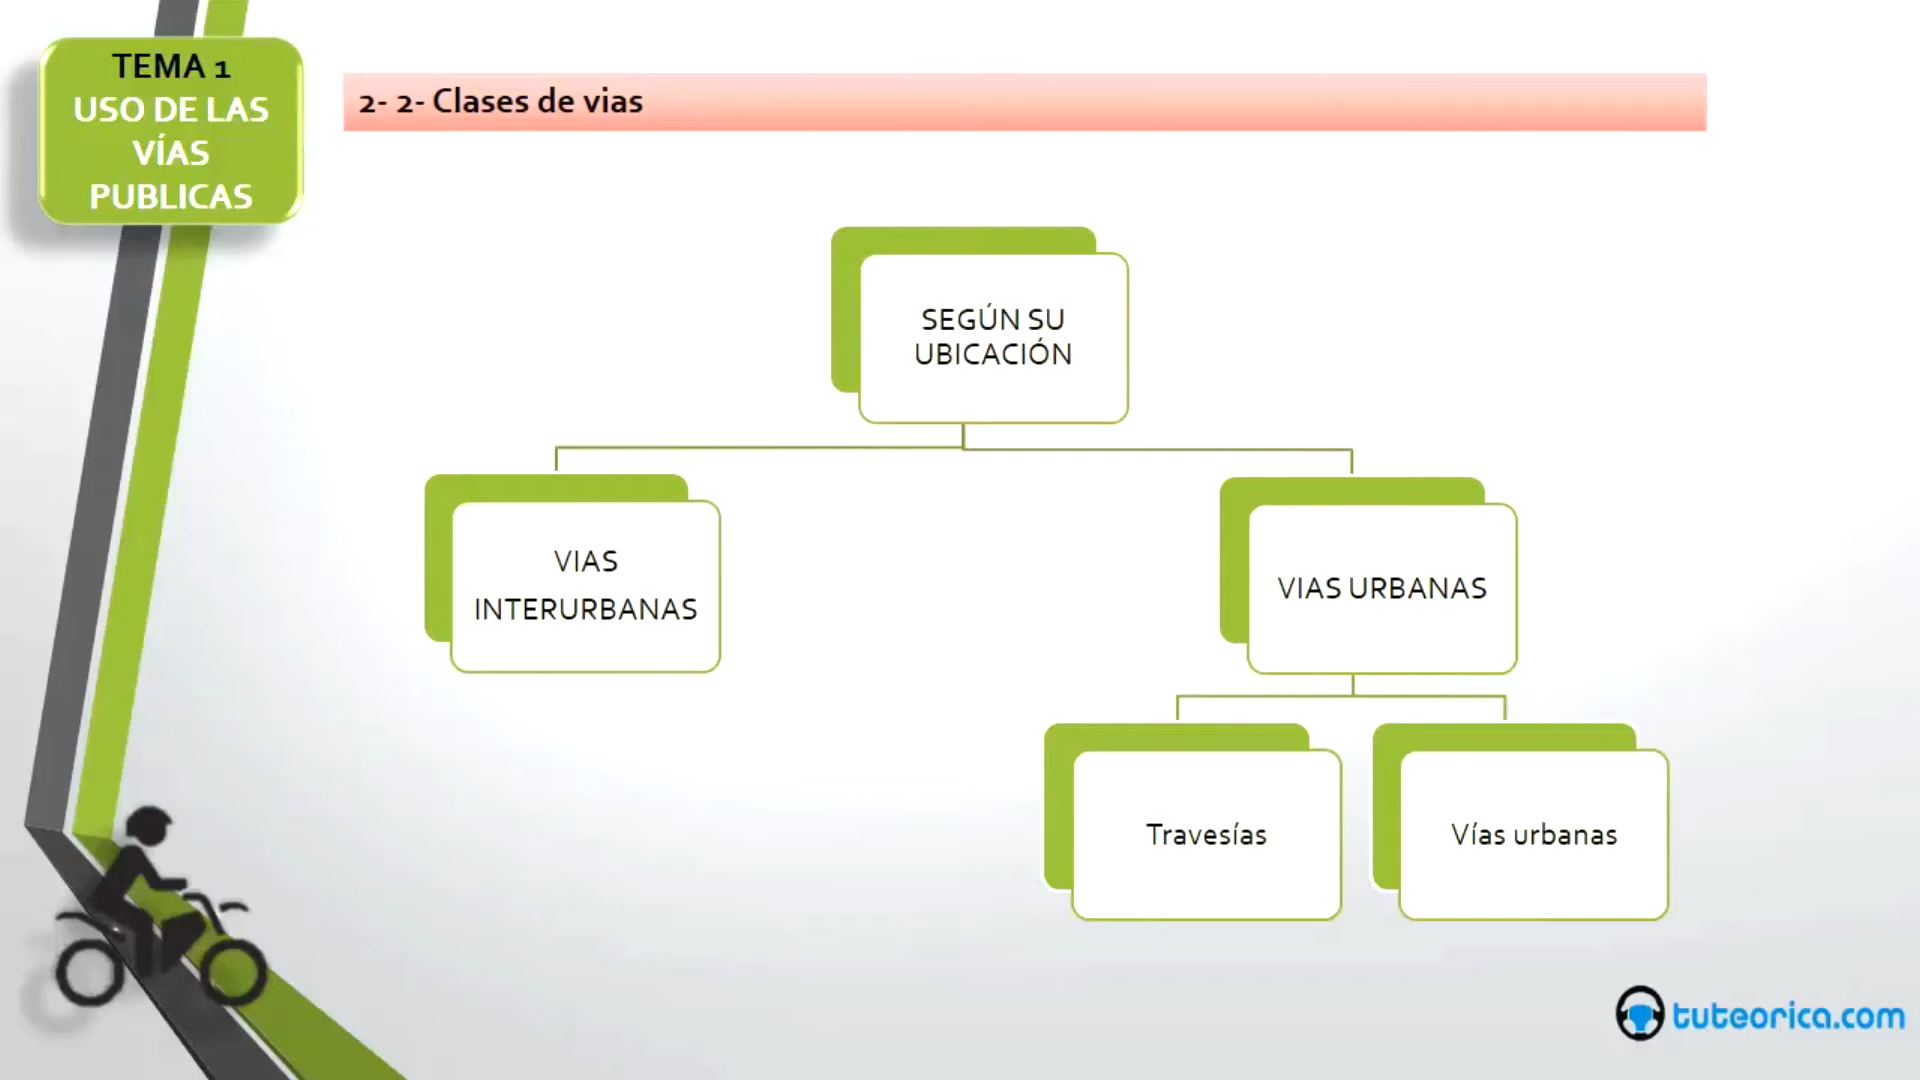 TEMA 1
USO DE LAS
VÍAS
PUBLICAS
2- 2- Clases de vias
SEGÚN SU
UBICACIÓN
VIAS
INTERURBANAS
VIAS URBANAS
Travesías
Vías urbanas
tuteorica.com